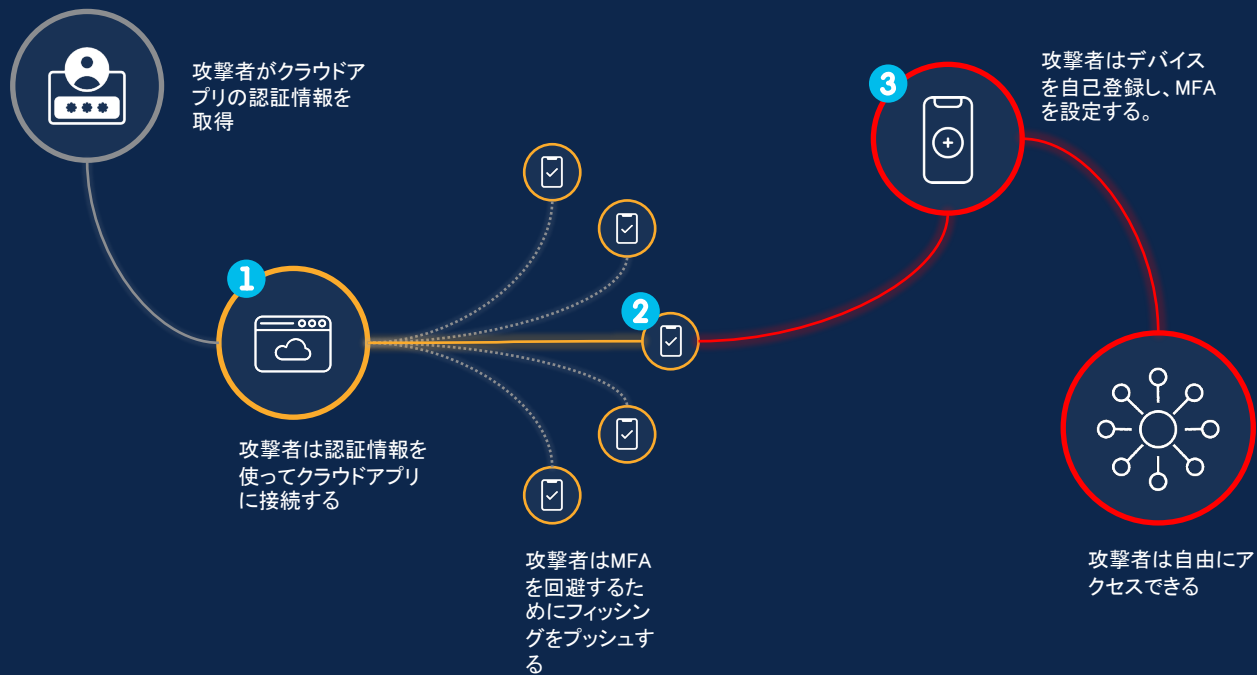 攻撃者がクラウドア
プリの認証情報を
取得
***
1
攻撃者は認証情報を
使ってクラウドアプリ
に接続する
2
攻撃者はMFA
を回避するた
めにフィッシン
グをプッシュす
る
3
攻撃者はデバイス
を自己登録し、MFA
を設定する。
攻撃者は自由にア
クセスできる